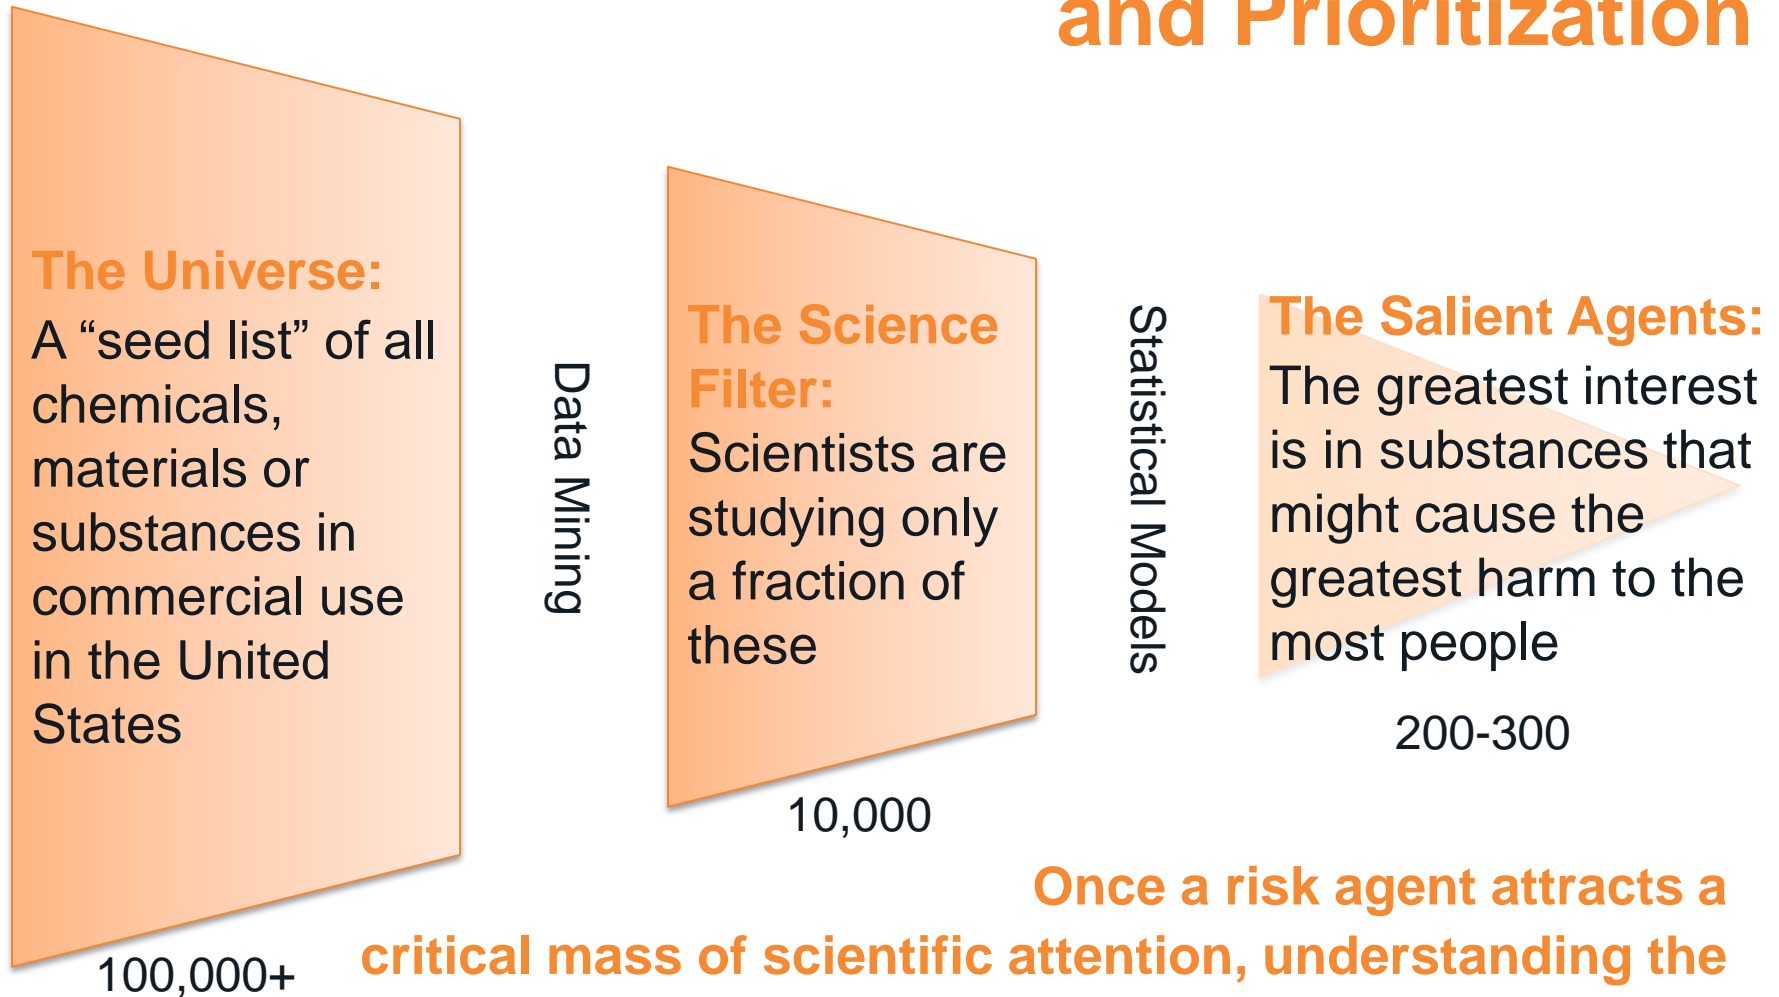 and Prioritization
The Universe:
A “seed list” of all
chemicals,
materials or
substances in
commercial use
in the United
States
100,000+
Data Mining
The Science
Filter:
Scientists are
studying only
a fraction of
these
10,000
Statistical Models
The Salient Agents:
The greatest interest
is in substances that
might cause the
greatest harm to the
most people
200-300
Once a risk agent attracts a
critical mass of scientific attention, understanding the